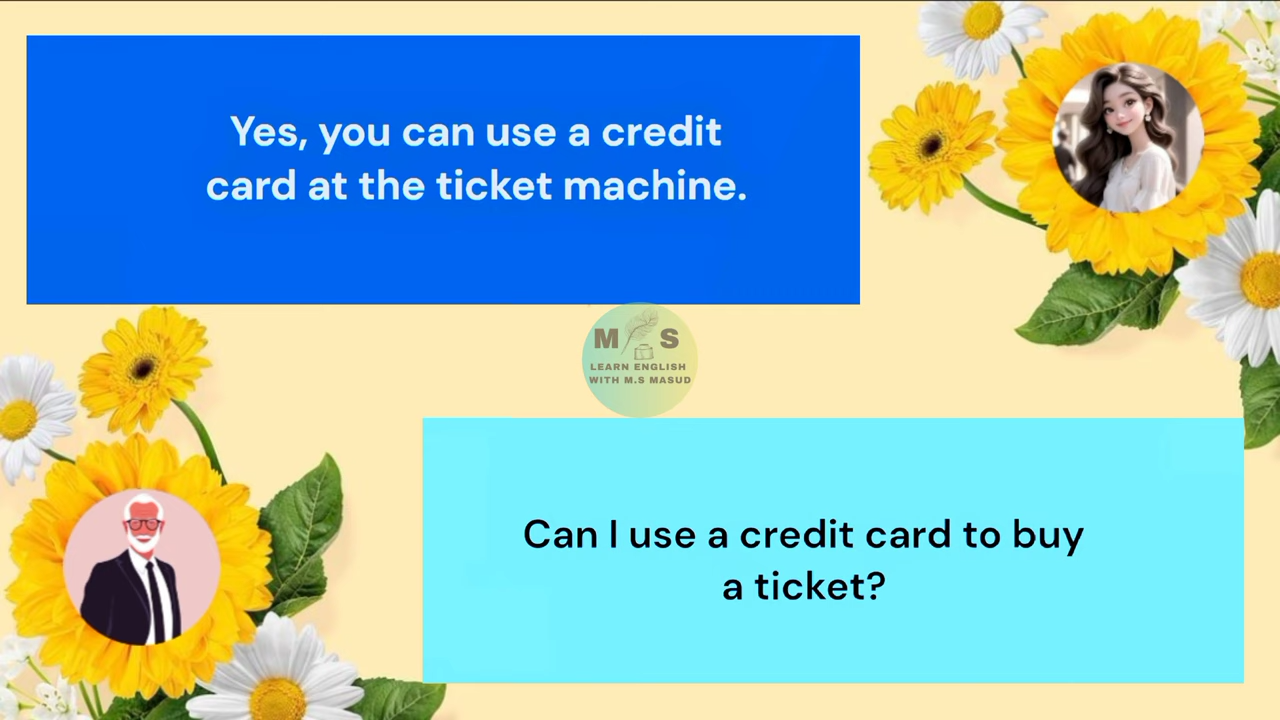 Yes, you can use a credit
card at the ticket machine.
M S
LEARN ENGLISH
WITH M.S MASUD
Can I use a credit card to buy
a ticket?